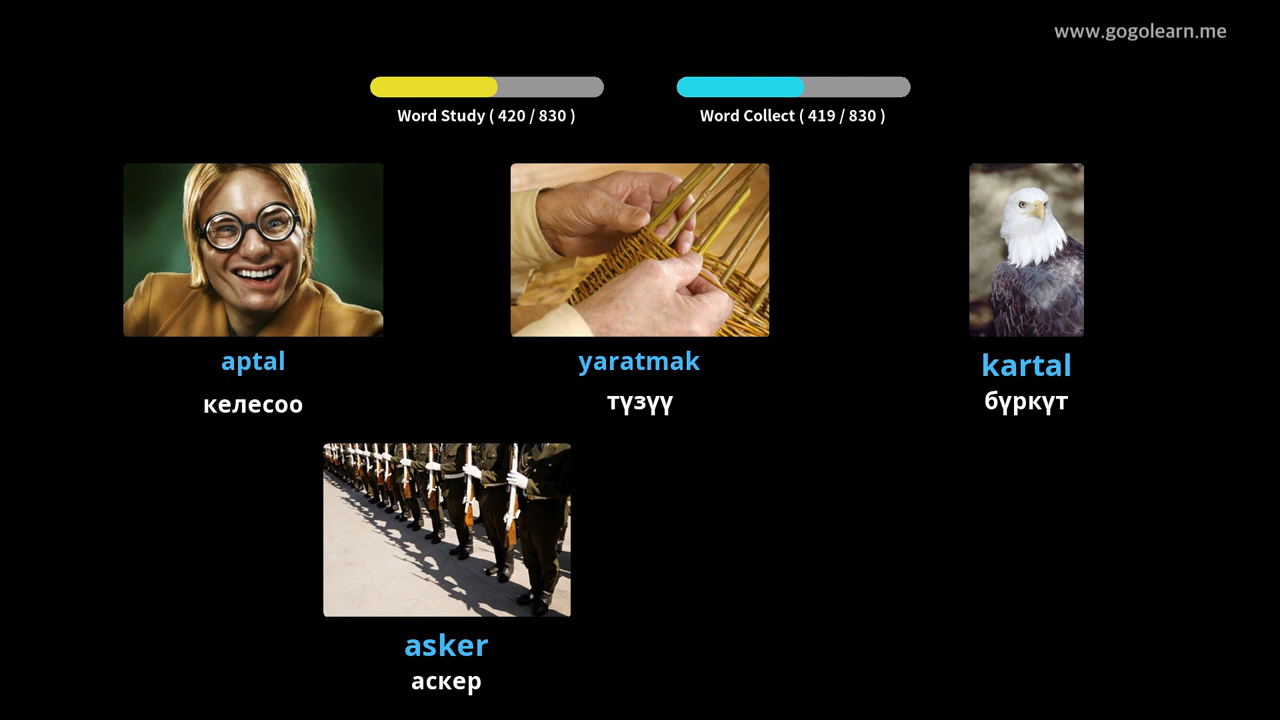 www.gogolearn.me
Word Study ( 420 / 830 )
Word Collect ( 419 / 830 )
aptal
келесоо
yaratmak
түзүү
kartal
бүркүт
asker
аскер